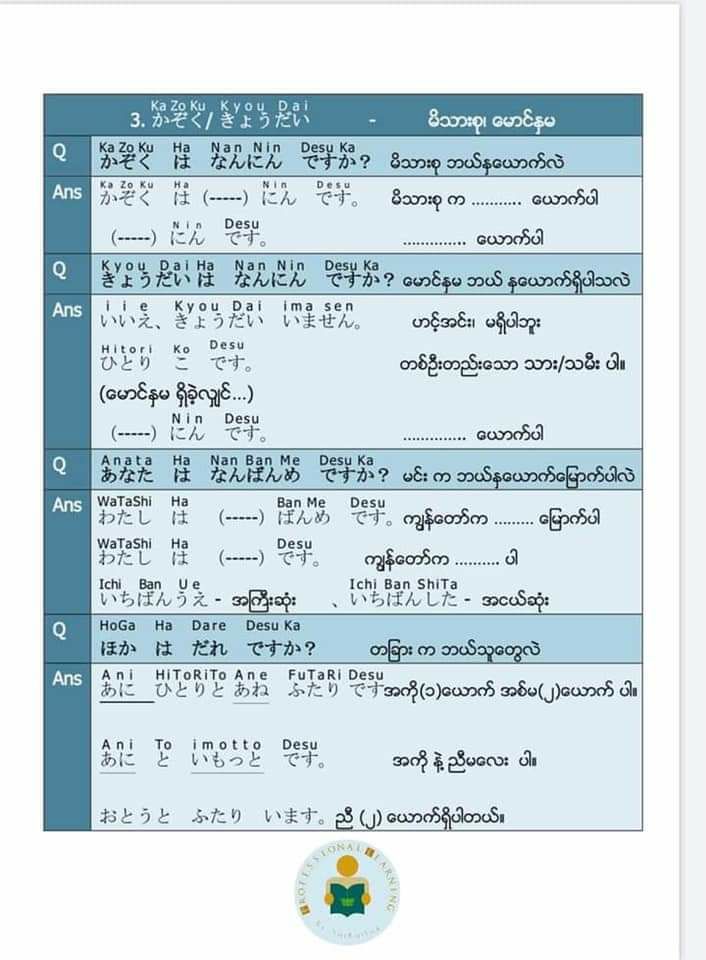 Ka Zo Ku Kyou Dai
3. かぞく/ きょうだい - မိသားစု၊ မောင်နှမ
Q
Ka Zo Ku Ha Nan Nin Desu Ka
かぞく は なんにん ですか? မိသားစု ဘယ်နှယောက်လဲ
Ans
Ka Zo Ku Ha Nin Desu
かぞく は (-----) にん です。 မိသားစု က ........... ယောက်ပါ
Nin Desu
(-----) にん です。 ............. ယောက်ပါ
Q
Kyou Dai Ha Nan Nin Desu Ka
きょうだい は なんにん ですか? မောင်နှမ ဘယ် နှယောက်ရှိပါသလဲ
Ans
i i e Kyou Dai ima sen
いいえ、きょうだい いません。 ဟင့်အင်း၊ မရှိပါဘူး
Hitori Ko Desu
ひとり こ です。 တစ်ဦးတည်းသော သား/သမီး ပါ။
(မောင်နှမ ရှိခဲ့လျှင်...)
Nin Desu
(-----) にん です。 ............. ယောက်ပါ
Q
Anata Ha Nan Ban Me Desu Ka
あなた は なんばんめ ですか? မင်း က ဘယ်နှယောက်မြောက်ပါလဲ
Ans
WaTaShi Ha Ban Me Desu
わたし は (-----) ばんめ です。 ကျွန်တော်က ......... မြောက်ပါ
WaTaShi Ha Desu
わたし は (-----) です。 ကျွန်တော်က .......... ပါ
Ichi Ban Ue Ichi Ban ShiTa
いちばんうえ - အကြီးဆုံး 、いちばんした - အငယ်ဆုံး
Q
HoGa Ha Dare Desu Ka
ほか は だれ ですか? တခြား က ဘယ်သူတွေလဲ
Ans
Ani HiToRiTo Ane FuTaRi Desu
あに ひとりと あね ふたり です အကို(၁)ယောက် အစ်မ(၂)ယောက် ပါ။
Ani To imotto Desu
あに と いもっと です。 အကို နဲ့ ညီမလေး ပါ။
おとうと ふたり います。 ညီ (၂) ယောက်ရှိပါတယ်။
PROFESSIONAL LEARNING